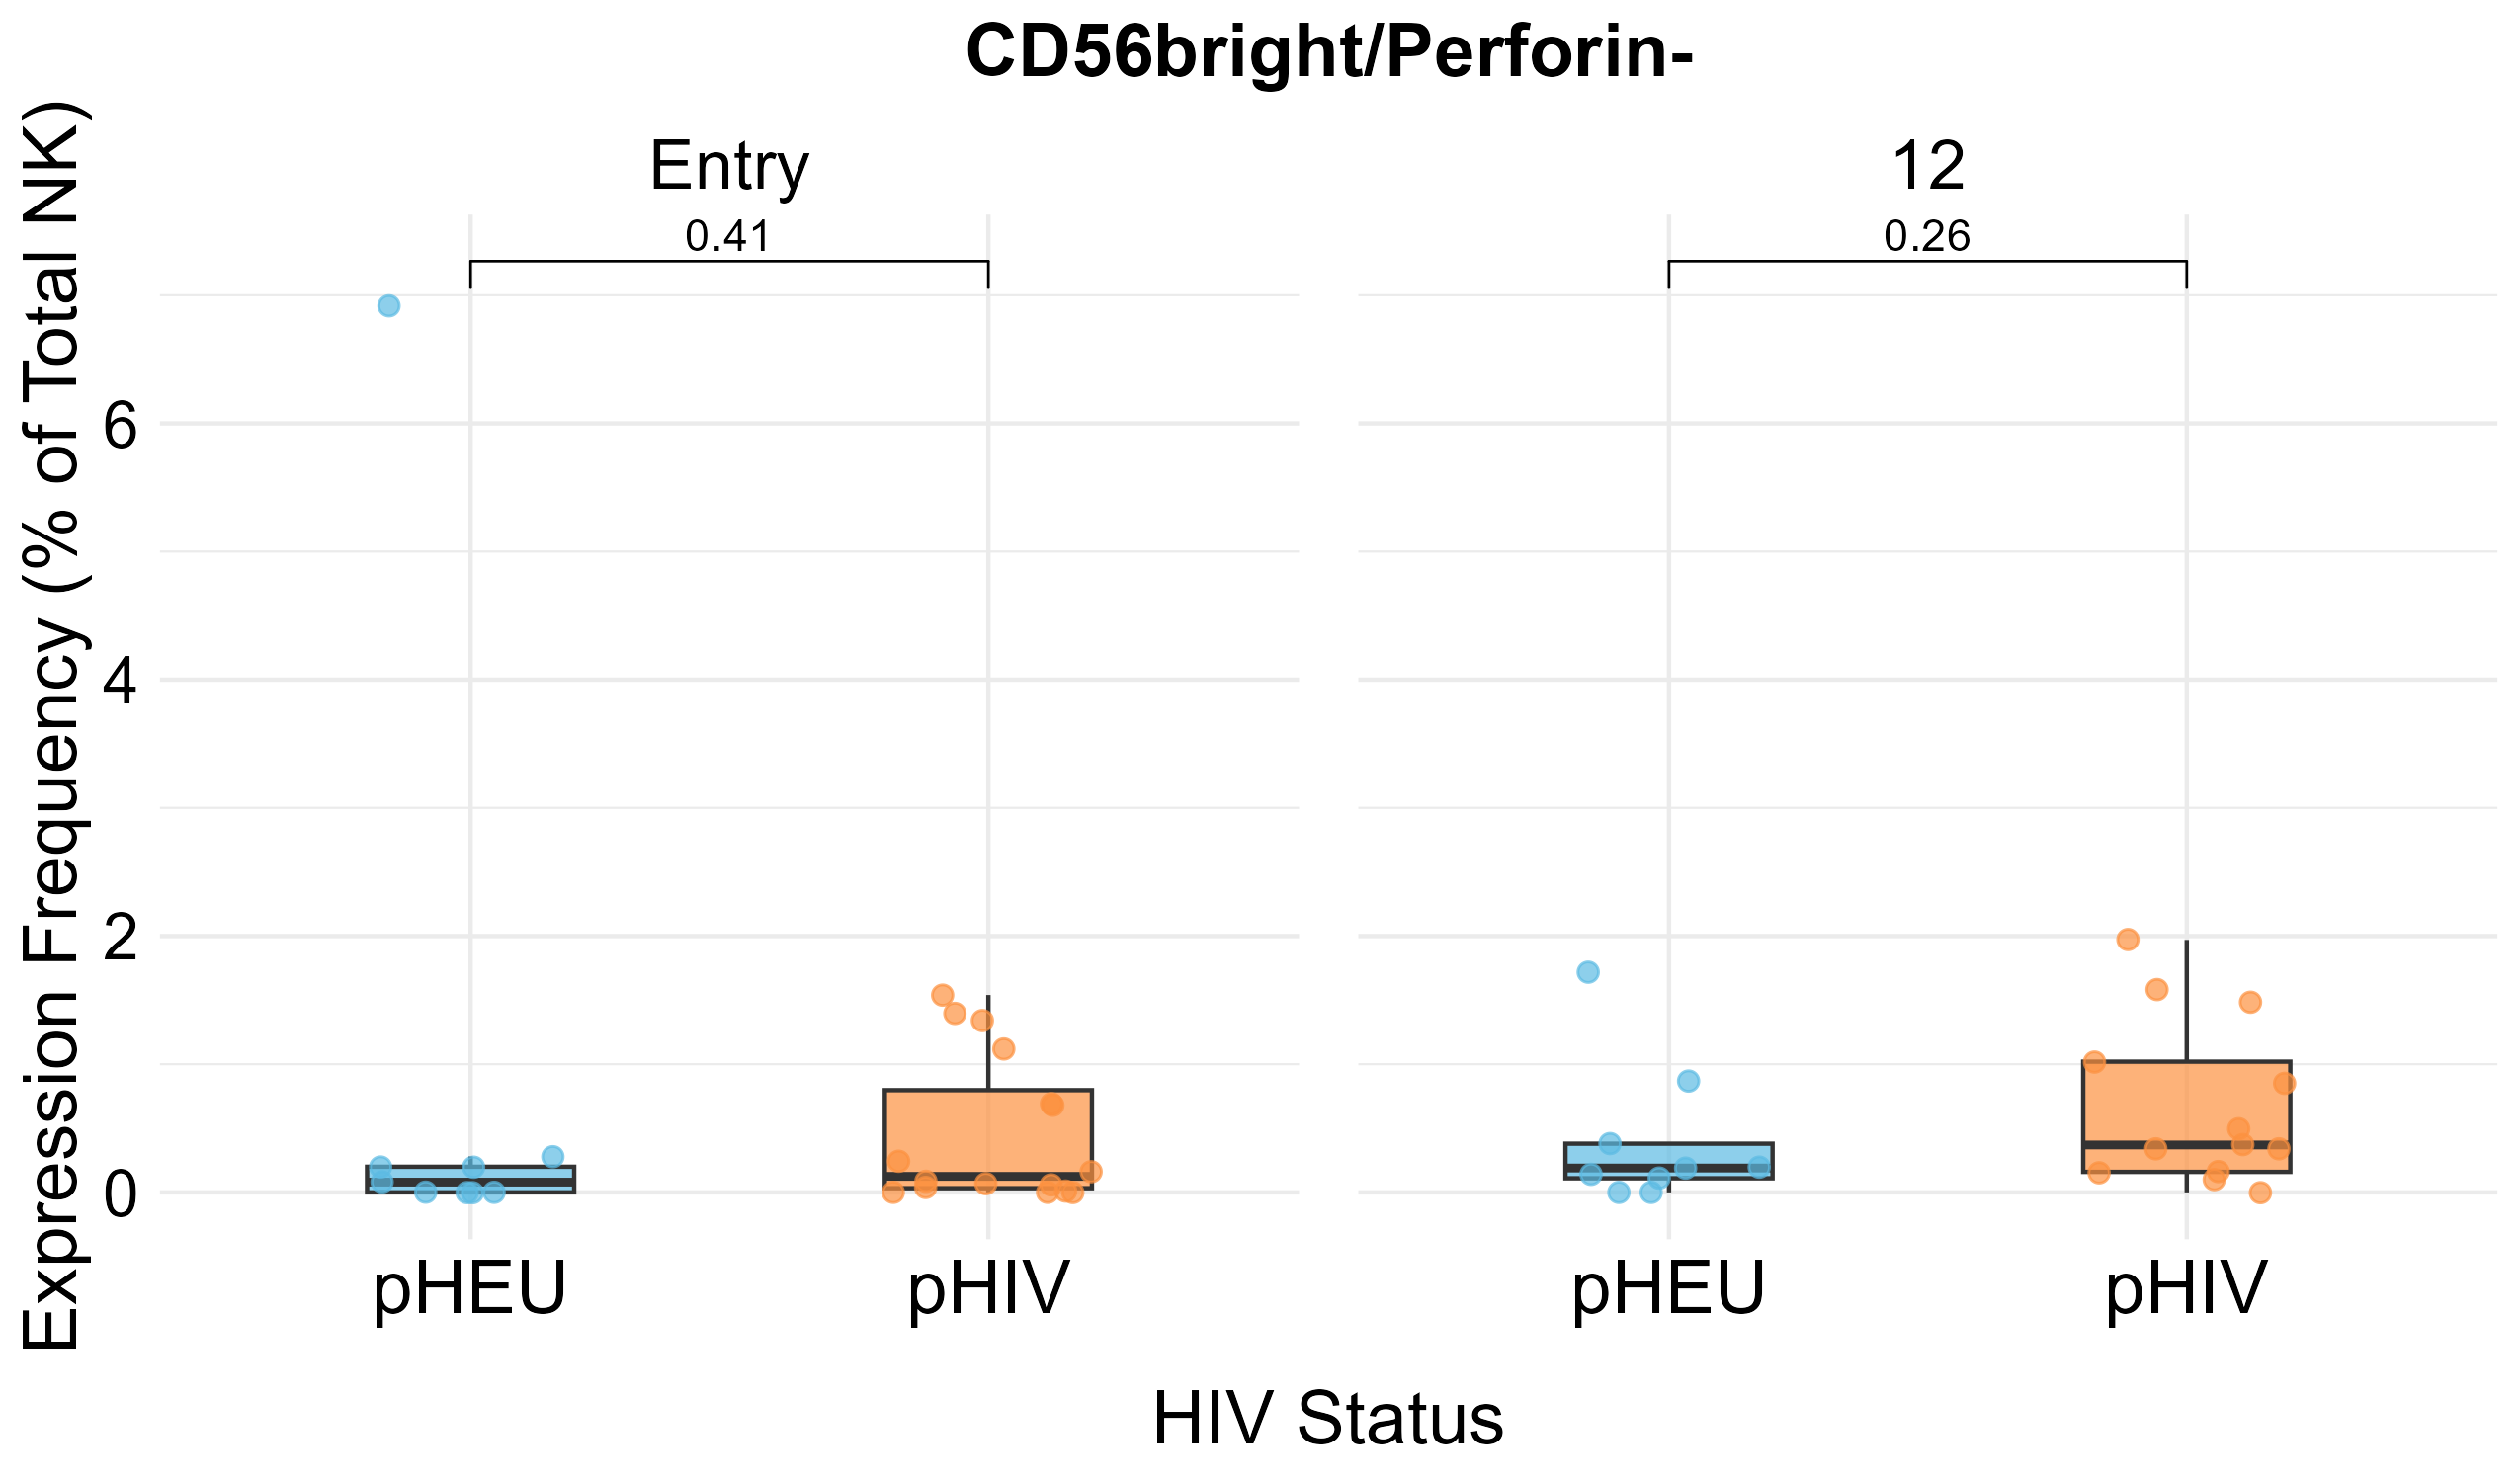 CD56bright/Perforin-
Entry
12
0.41
0.26
Expression Frequency (% of Total NK)
6
4
2
0
pHEU
pHIV
pHEU
pHIV
HIV Status